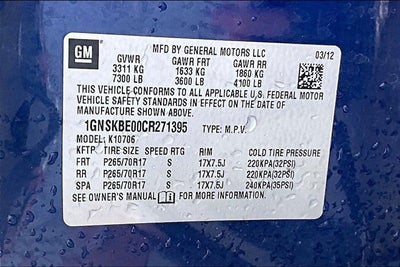 GM
MFD BY GENERAL MOTORS LLC
03/12
GVWR GAWR FRT GAWR RR
3311 KG 1633 KG 1860 KG
7300 LB 3600 LB 4100 LB
THIS VEHICLE CONFORMS TO ALL APPLICABLE U.S. FEDERAL MOTOR
VEHICLE SAFETY STANDARDS IN EFFECT ON THE DATE OF
MANUFACTURE SHOWN ABOVE.
1GNSKBE00CR271395 TYPE: M.P.V.
MODEL: K10706
KFTP TIRE SIZE SPEED RTG RIM COLD TIRE PRESSURE
FRT P265/70R17 S 17X7.5J 220KPA(32PSI)
RR P265/70R17 S 17X7.5J 220KPA(32PSI)
SPA P265/70R17 S 17X7.5J 240KPA(35PSI)
SEE OWNER'S MANUAL FOR MORE INFORMATION.